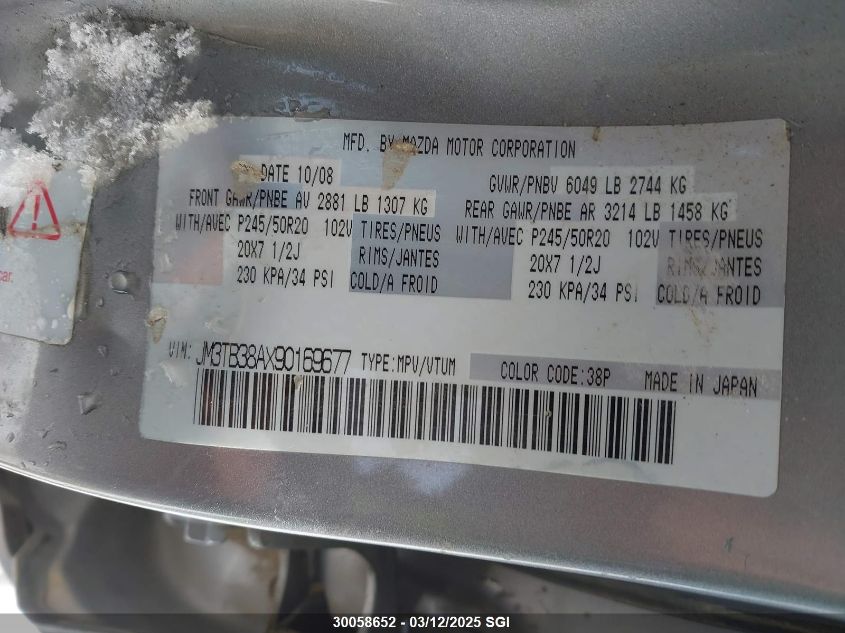 MFD. BY MAZDA MOTOR CORPORATION
DATE 10/08
GVWR/PNBV 6049 LB 2744 KG
FRONT GAWR/PNBE AV 2881 LB 1307 KG
REAR GAWR/PNBE AR 3214 LB 1458 KG
WITH/AVEC P245/50R20 102V TIRES/PNEUS
WITH/AVEC P245/50R20 102V TIRES/PNEUS
20X7 1/2J RIMS/JANTES
20X7 1/2J RIMS/JANTES
230 KPA/34 PSI COLD/A FROID
230 KPA/34 PSI COLD/A FROID
car.
VIN: JM3TB38AX90169677 TYPE:MPV/VTUM COLOR CODE:38P MADE IN JAPAN
30058652 - 03/12/2025 SGI